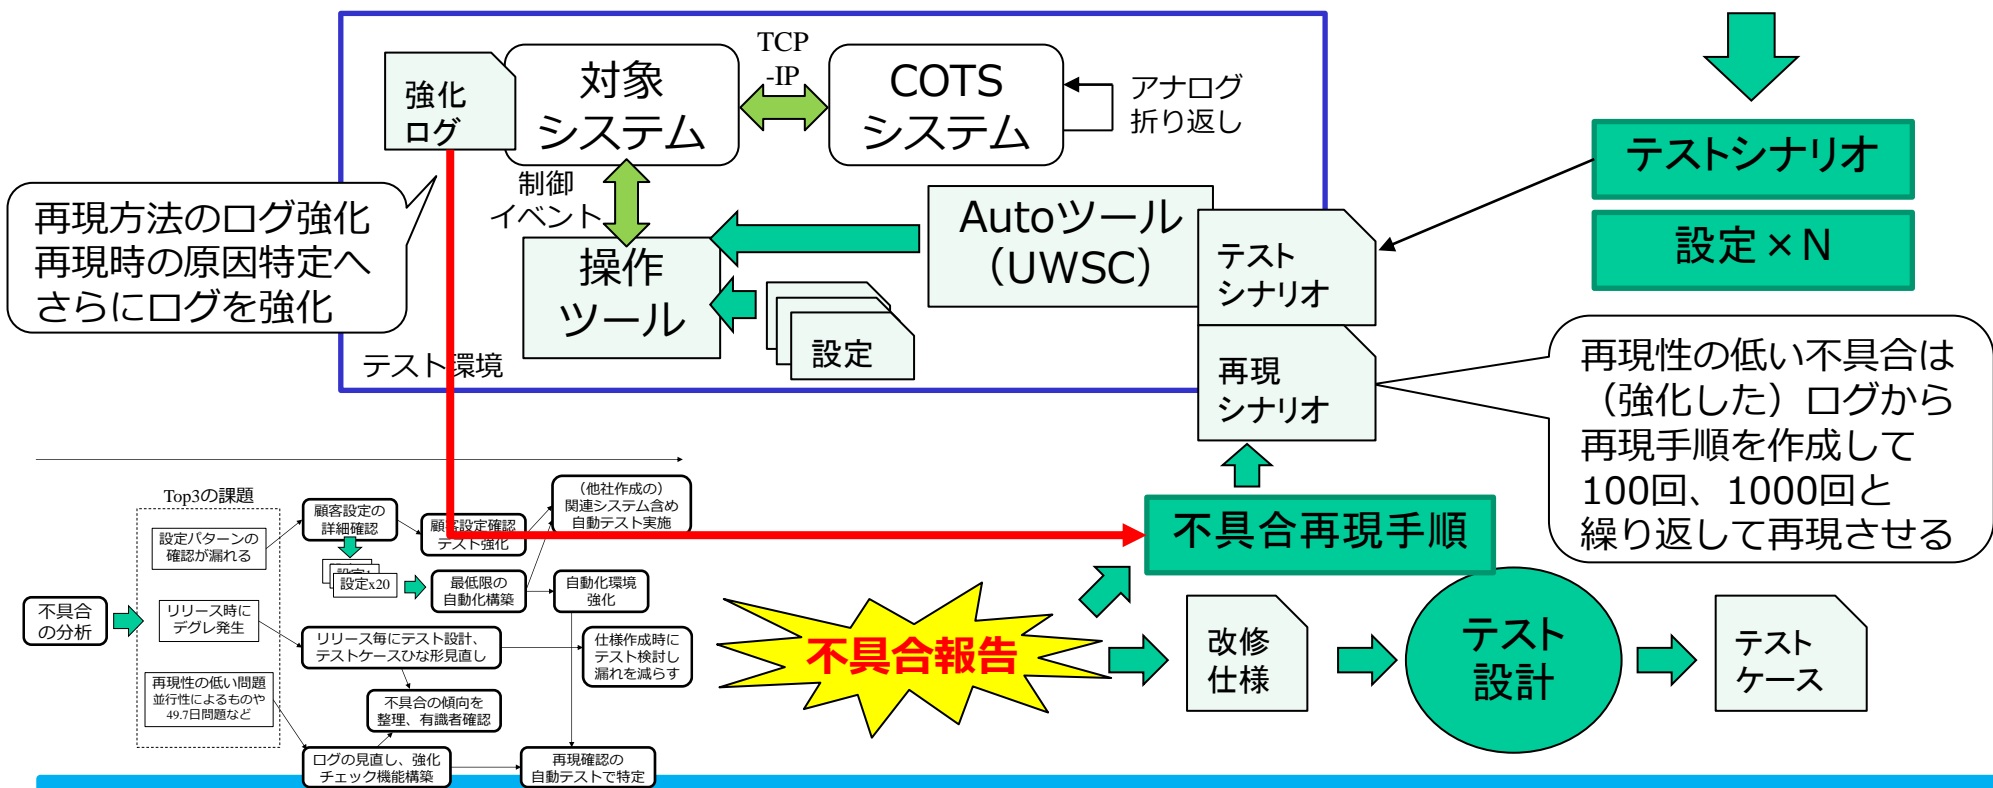 強化
ログ
対象
システム
TCP
-IP
COTS
システム
アナログ
折り返し
テストシナリオ
設定×N
再現方法のログ強化
再現時の原因特定へ
さらにログを強化
制御
イベント
操作
ツール
Autoツール
（UWSC）
テスト
シナリオ
設定
テスト環境
再現
シナリオ
再現性の低い不具合は
（強化した）ログから
再現手順を作成して
100回、1000回と
繰り返して再現させる
Top3の課題
設定パターンの
確認が漏れる
リリース時に
デグレ発生
再現性の低い問題
並行性によるものや
49.7日問題など
不具合
の分析
顧客設定の
詳細確認
設定x20
顧客設定確認
テスト強化
（他社作成の）
関連システム含め
自動テスト実施
最低限の
自動化構築
自動化環境
強化
リリース毎にテスト設計、
テストケースひな形見直し
仕様作成時に
テスト検討し
漏れを減らす
不具合の傾向を
整理、有識者確認
ログの見直し、強化
チェック機能構築
再現確認の
自動テストで特定
不具合再現手順
不具合報告
改修
仕様
テスト
設計
テスト
ケース